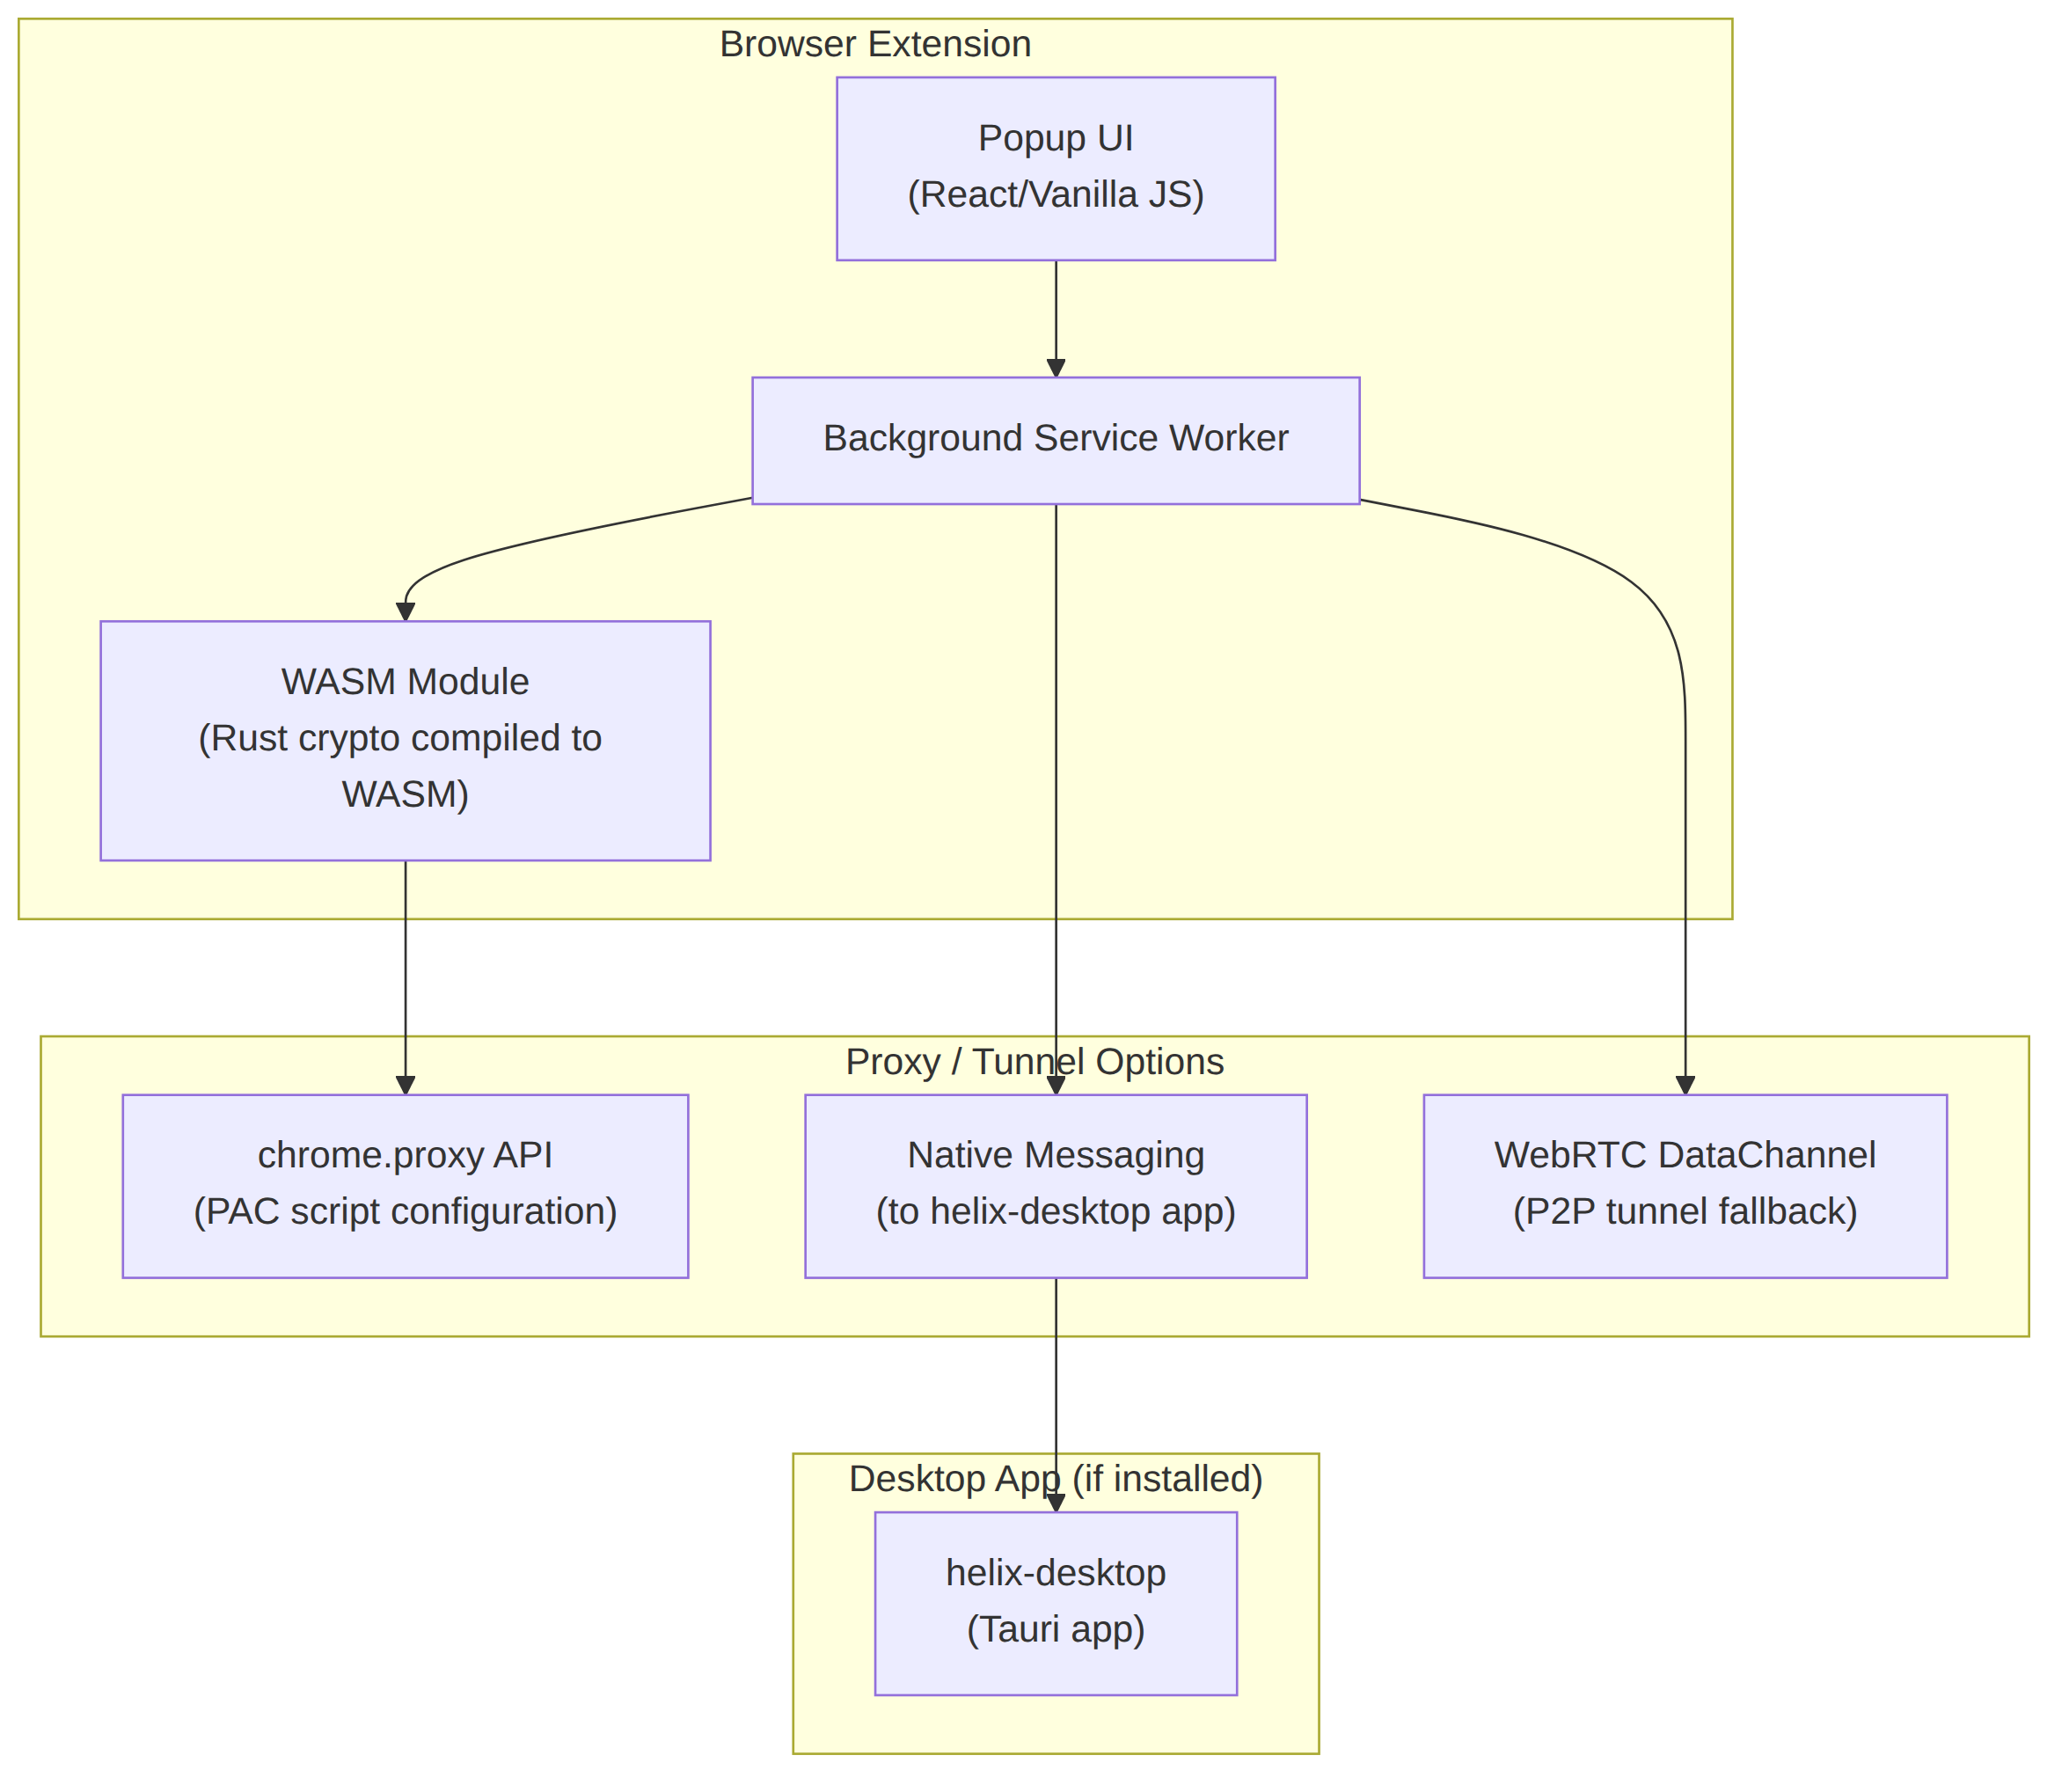 Browser Extension
Popup UI
(React/Vanilla JS)
Background Service Worker
WASM Module
(Rust crypto compiled to
WASM)
Proxy / Tunnel Options
chrome.proxy API
(PAC script configuration)
Native Messaging
(to helix-desktop app)
WebRTC DataChannel
(P2P tunnel fallback)
Desktop App (if installed)
helix-desktop
(Tauri app)